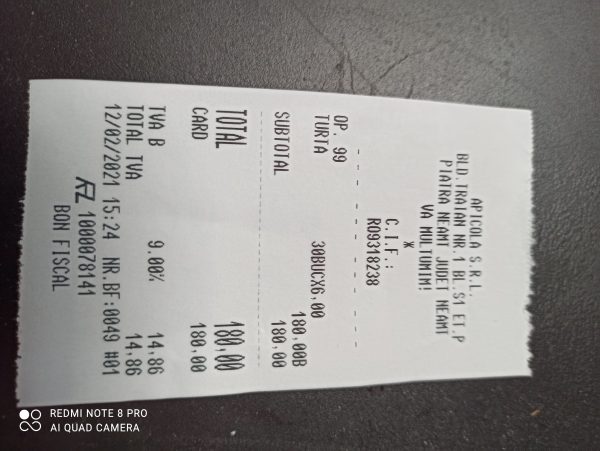 APICOLA S.R.L.
BLD.TRAIAN NR.1 BL.S1 ET.P
PIATRA NEAMT JUDET NEAMT
VA MULTUMIM!
*
C.I.F.:
RO9318238
OP. 99
30BUCX6,00
TURTA 180,00B
SUBTOTAL 180,00
TOTAL 180,00
CARD 180,00
TVA B 9.00% 14,86
TOTAL TVA 14,86
12/02/2021 15:24 NR.BF:0049 #01
1000078141
BON FISCAL
REDMI NOTE 8 PRO
AI QUAD CAMERA